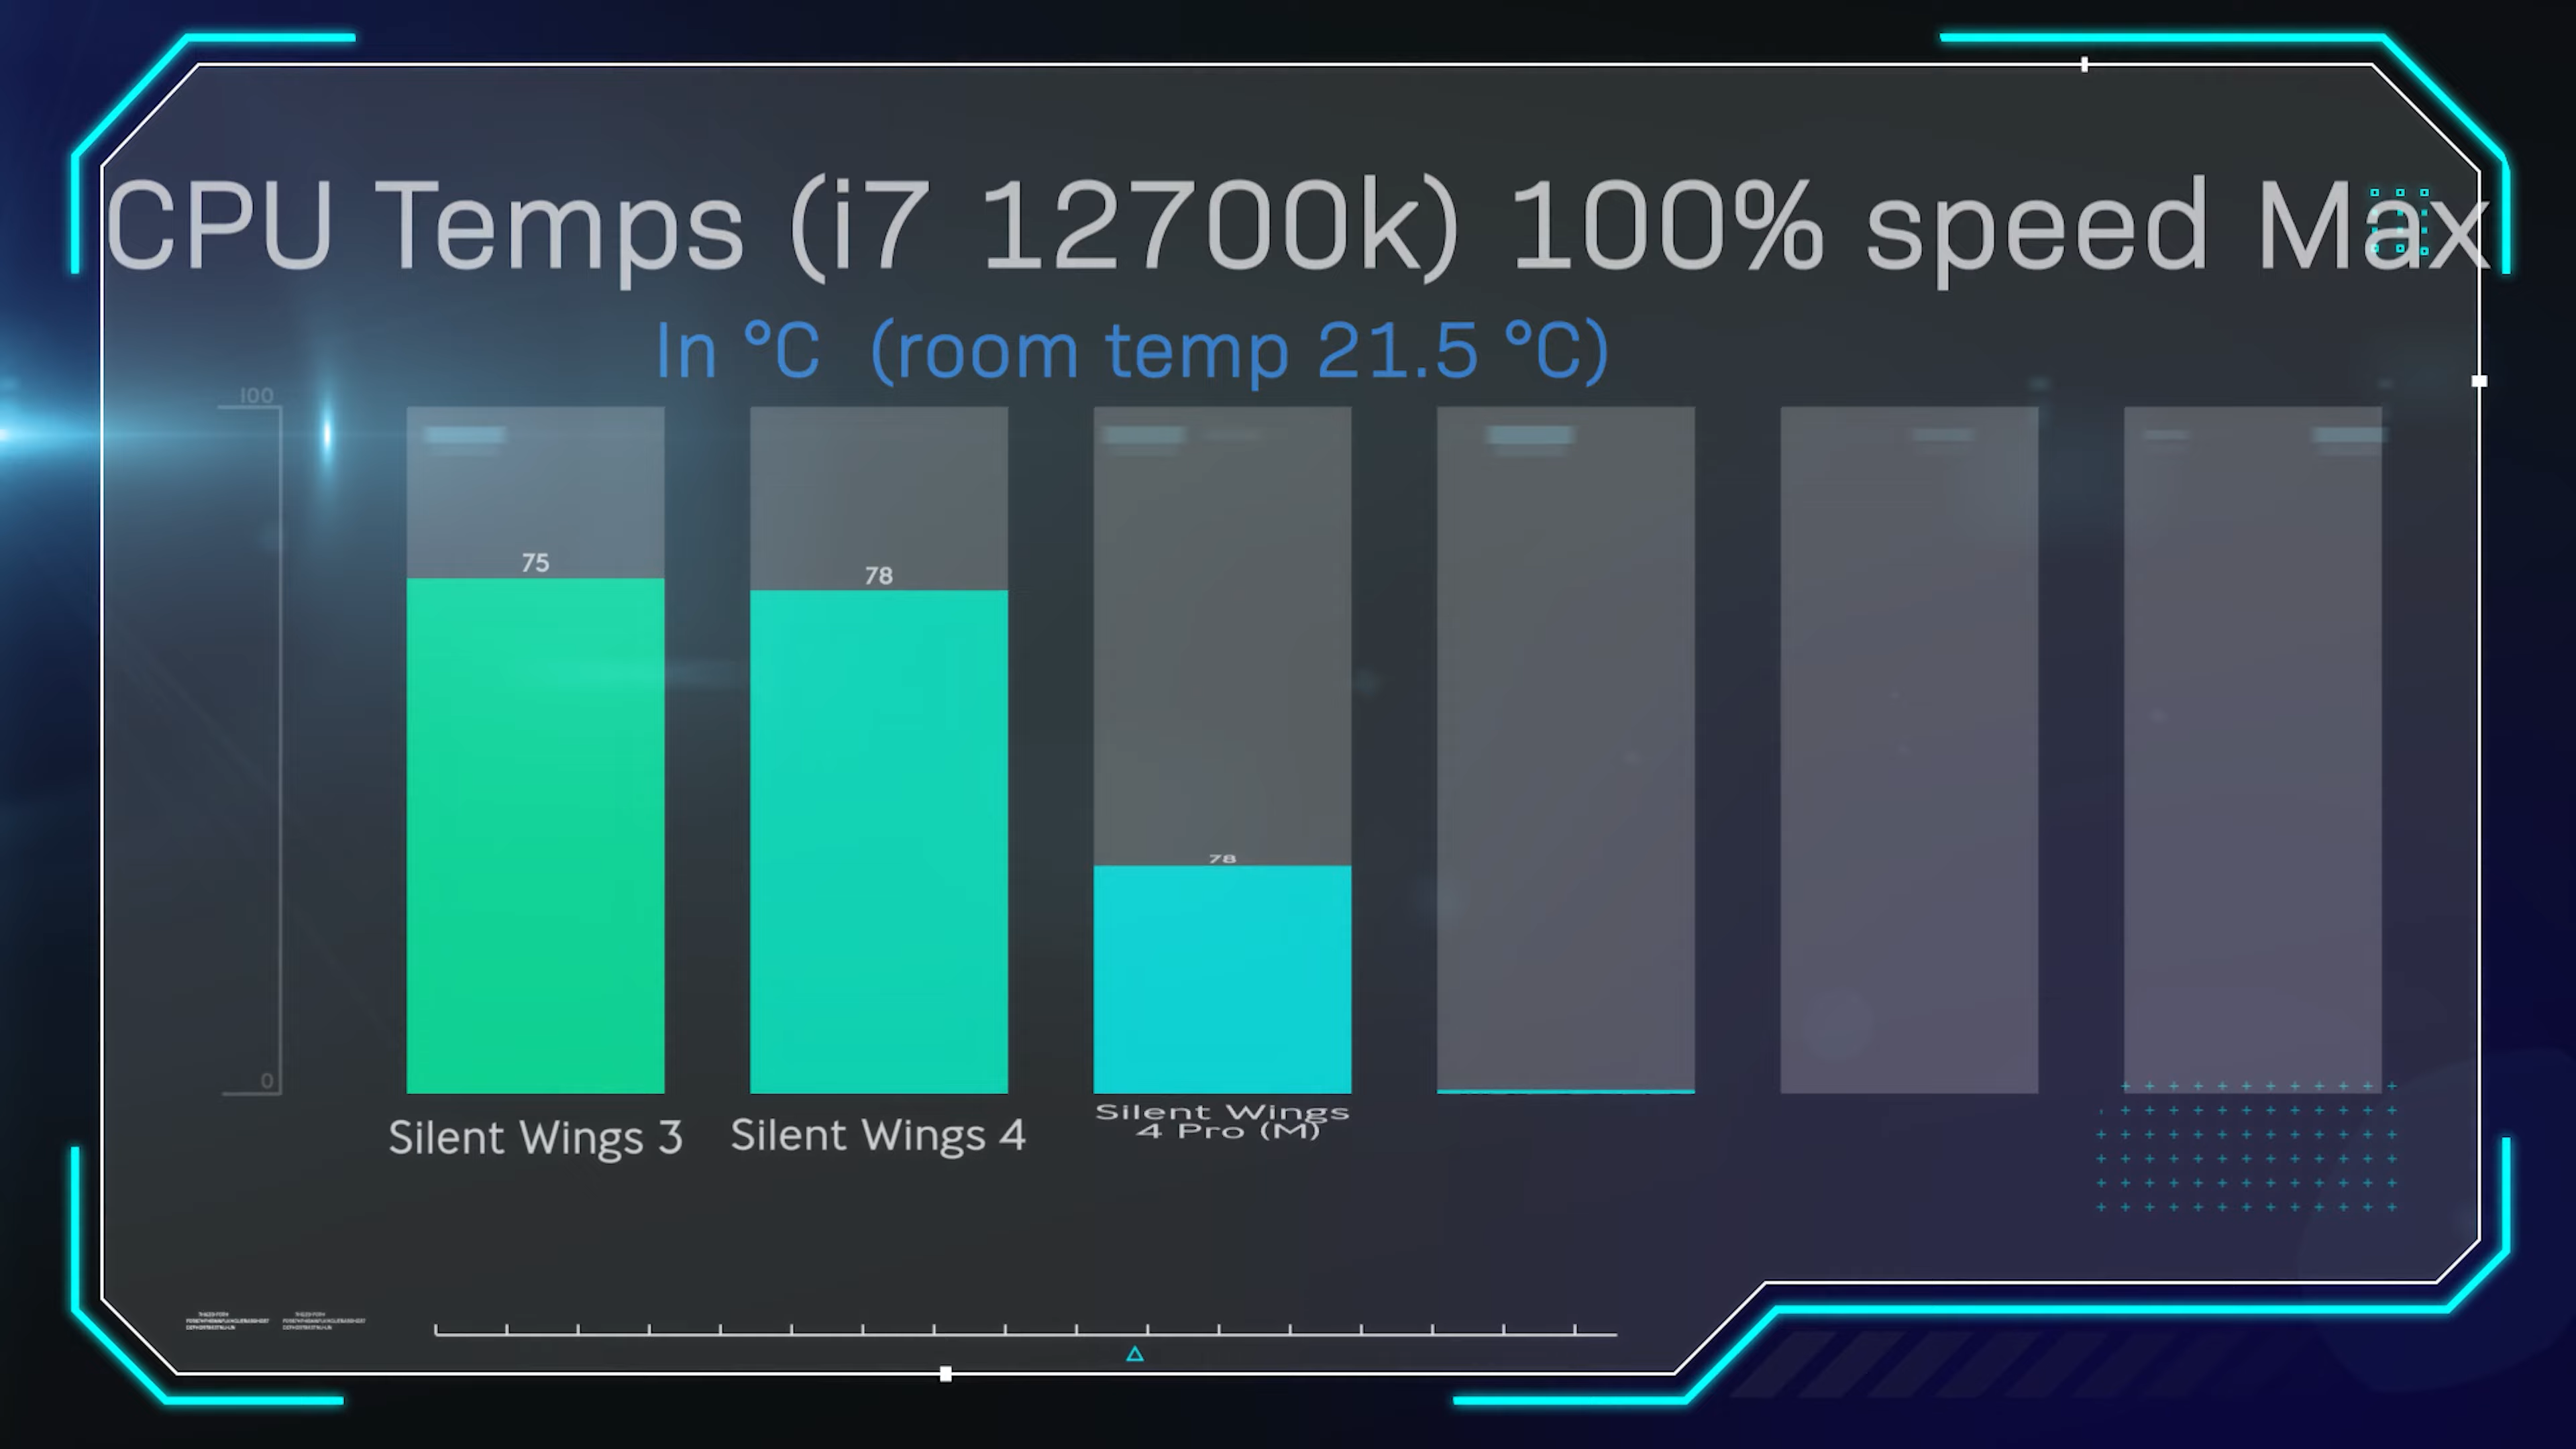 CPU Temps (i7 12700k) 100% speed Max
In °C (room temp 21.5 °C)
100
75
78
78
0
Silent Wings 3
Silent Wings 4
Silent Wings
4 Pro (M)